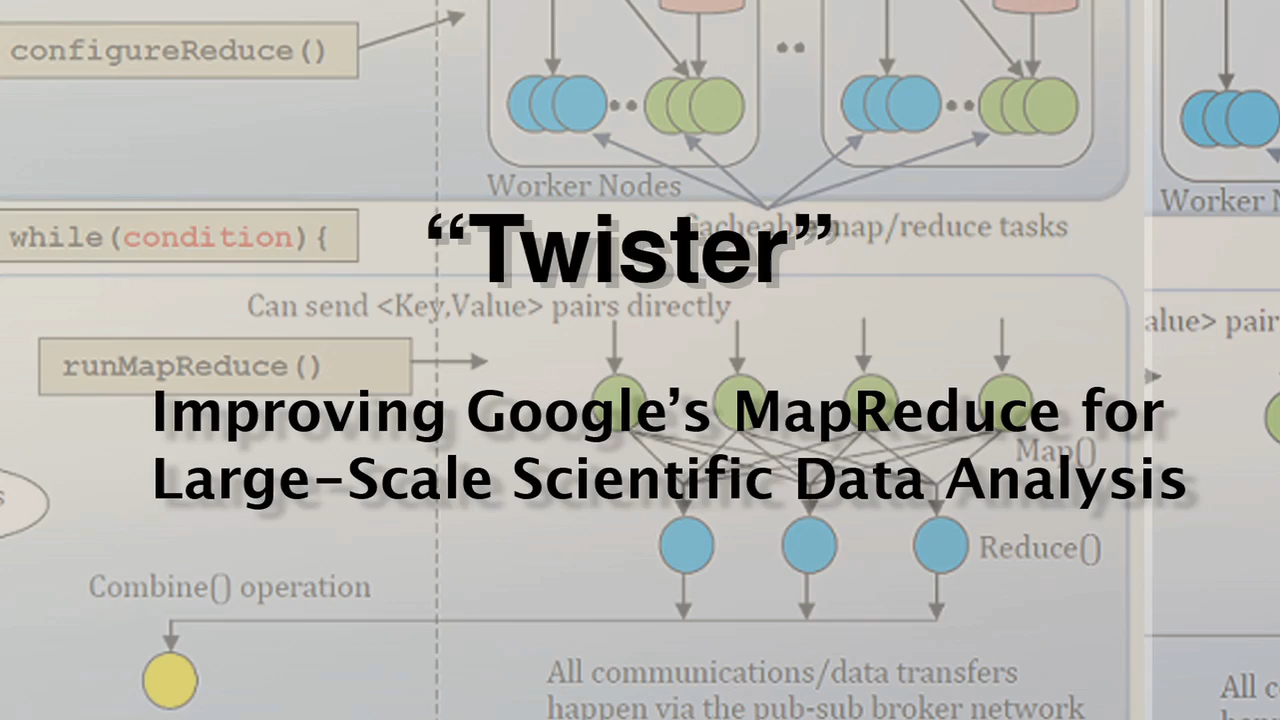 configureReduce()
Worker Nodes
Worker
Cacheable map/reduce tasks
while(condition){
“Twister”
Can send <Key,Value> pairs directly
alue> pair
runMapReduce()
Improving Google’s MapReduce for
Large-Scale Scientific Data Analysis
Map()
s
Reduce()
Combine() operation
All communications/data transfers
happen via the pub-sub broker network
All c